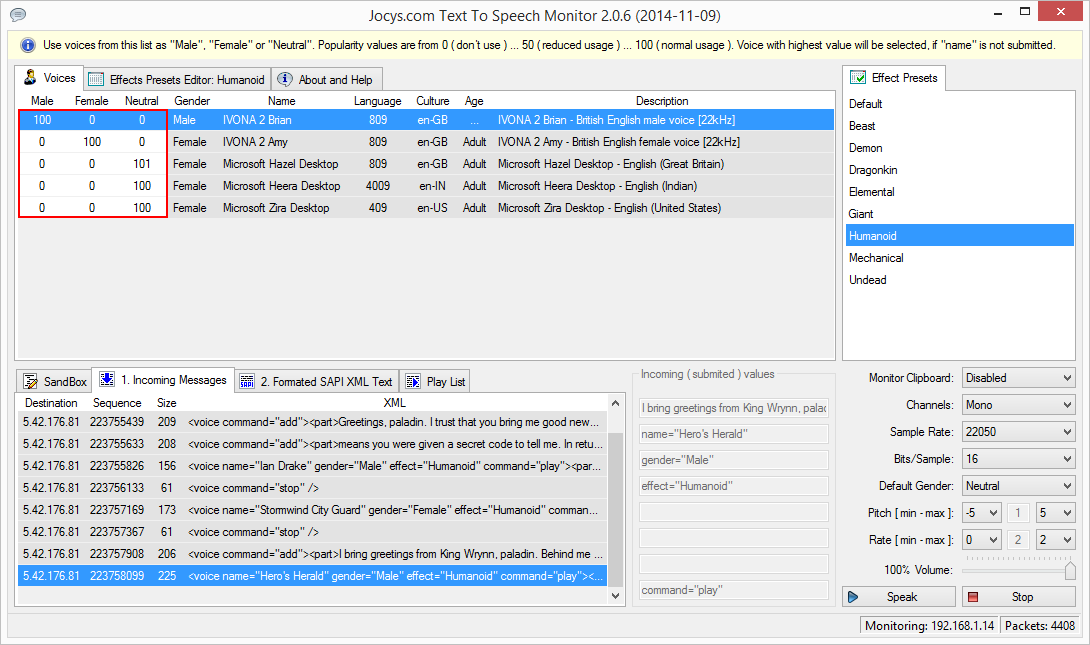 Jocys.com Text To Speech Monitor 2.0.6 (2014-11-09)
Use voices from this list as "Male", "Female" or "Neutral". Popularity values are from 0 ( don't use ) ... 50 ( reduced usage ) ... 100 ( normal usage ). Voice with highest value will be selected, if "name" is not submited.
Voices Effects Presets Editor: Humanoid About and Help
Male Female Neutral Gender Name Language Culture Age Description
100 0 0 Male IVONA 2 Brian 809 en-GB ... IVONA 2 Brian - British English male voice [22kHz]
0 100 0 Female IVONA 2 Amy 809 en-GB Adult IVONA 2 Amy - British English female voice [22kHz]
0 0 101 Female Microsoft Hazel Desktop 809 en-GB Adult Microsoft Hazel Desktop - English (Great Britain)
0 0 100 Female Microsoft Heera Desktop 4009 en-IN Adult Microsoft Heera Desktop - English (Indian)
0 0 100 Female Microsoft Zira Desktop 409 en-US Adult Microsoft Zira Desktop - English (United States)
Effect Presets
Default
Beast
Demon
Dragonkin
Elemental
Giant
Humanoid
Mechanical
Undead
SandBox 1. Incoming Messages 2. Formated SAPI XML Text Play List
Destination Sequence Size XML
5.42.176.81 223755439 209 <voice command="add"><part>Greetings, paladin. I trust that you bring me good new...
5.42.176.81 223755633 208 <voice command="add"><part>means you were given a secret code to tell me. In retu...
5.42.176.81 223755826 156 <voice name="Ian Drake" gender="Male" effect="Humanoid" command="play"><par...
5.42.176.81 223756133 61 <voice command="stop" />
5.42.176.81 223757169 173 <voice name="Stormwind City Guard" gender="Female" effect="Humanoid" comman...
5.42.176.81 223757367 61 <voice command="stop" />
5.42.176.81 223757908 206 <voice command="add"><part>I bring greetings from King Wrynn, paladin. Behind me ...
5.42.176.81 223758099 225 <voice name="Hero's Herald" gender="Male" effect="Humanoid" command="play"><...
Incoming ( submited ) values
I bring greetings from King Wrynn, palac
name="Hero's Herald"
gender="Male"
effect="Humanoid"
command="play"
Monitor Clipboard: Disabled
Channels: Mono
Sample Rate: 22050
Bits/Sample: 16
Default Gender: Neutral
Pitch [ min - max ]: -5 1 5
Rate [ min - max ]: 0 2 2
100% Volume:
Speak Stop
Monitoring: 192.168.1.14 Packets: 4408